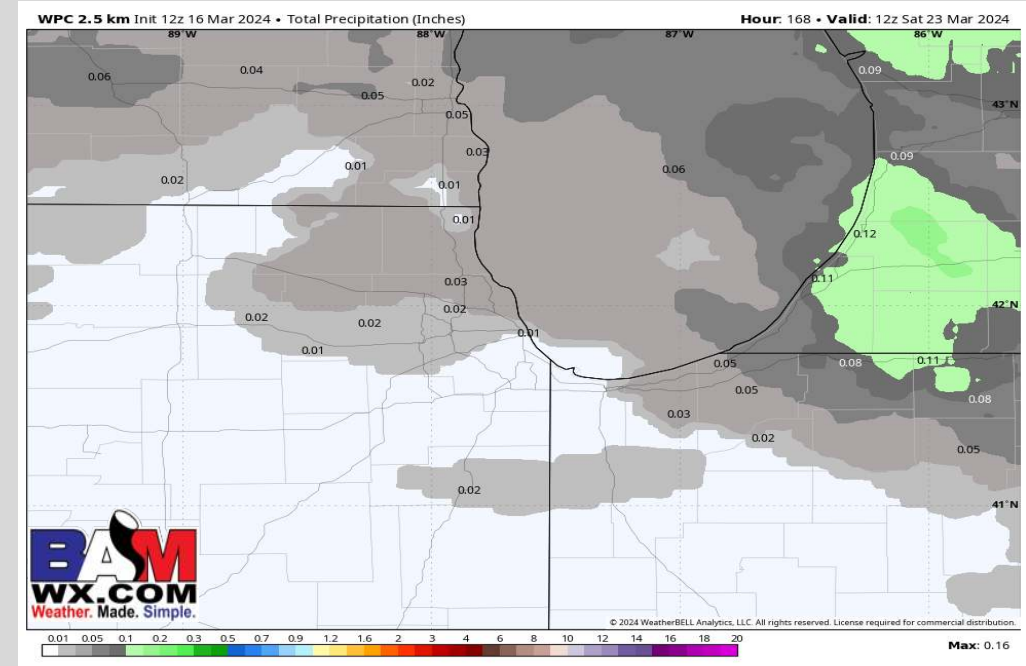 WPC 2.5 km Init 12z 16 Mar 2024 • Total Precipitation (Inches)
Hour: 168 • Valid: 12z Sat 23 Mar 2024
89°W 88°W 87°W 86°W
0.06 0.04 0.02 0.09
0.05
43°N
0.05
0.03 0.09
0.01 0.06
0.02 0.01
0.01
0.12
0.03 0.11
0.02 0.02 0.02 42°N
0.01
0.01
0.05 0.08 0.11
0.05 0.08
0.03
0.02
0.05
0.02
41°N
BAM
WX.COM
Weather. Made. Simple.
© 2024 WeatherBELL Analytics, LLC. All rights reserved. License required for commercial distribution.
0.01 0.05 0.1 0.2 0.3 0.5 0.7 0.9 1.2 1.6 2 3 4 6 8 10 12 14 16 18 20
Max: 0.16